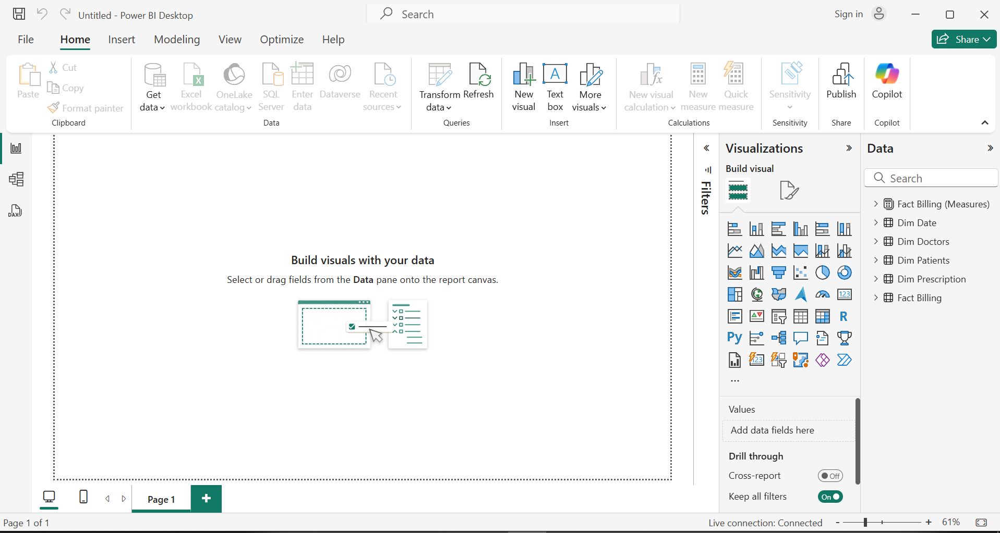 Untitled - Power BI Desktop
Search
Sign in
File
Home
Insert
Modeling
View
Optimize
Help
Share
Paste
Cut
Copy
Format painter
Clipboard
Get data
Excel workbook
OneLake catalog
SQL Server
Enter data
Dataverse
Recent sources
Data
Transform data
Refresh
Queries
New visual
Text box
More visuals
Insert
New visual calculation
New measure
Quick measure
Calculations
Sensitivity
Sensitivity
Publish
Share
Copilot
Copilot
DAX
Build visuals with your data
Select or drag fields from the Data pane onto the report canvas.
Filters
Visualizations
Build visual
123
R
Py
123
...
Values
Add data fields here
Drill through
Cross-report
Off
Keep all filters
On
Data
Search
Fact Billing (Measures)
Dim Date
Dim Doctors
Dim Patients
Dim Prescription
Fact Billing
Page 1
Page 1 of 1
Live connection: Connected
- +
61%